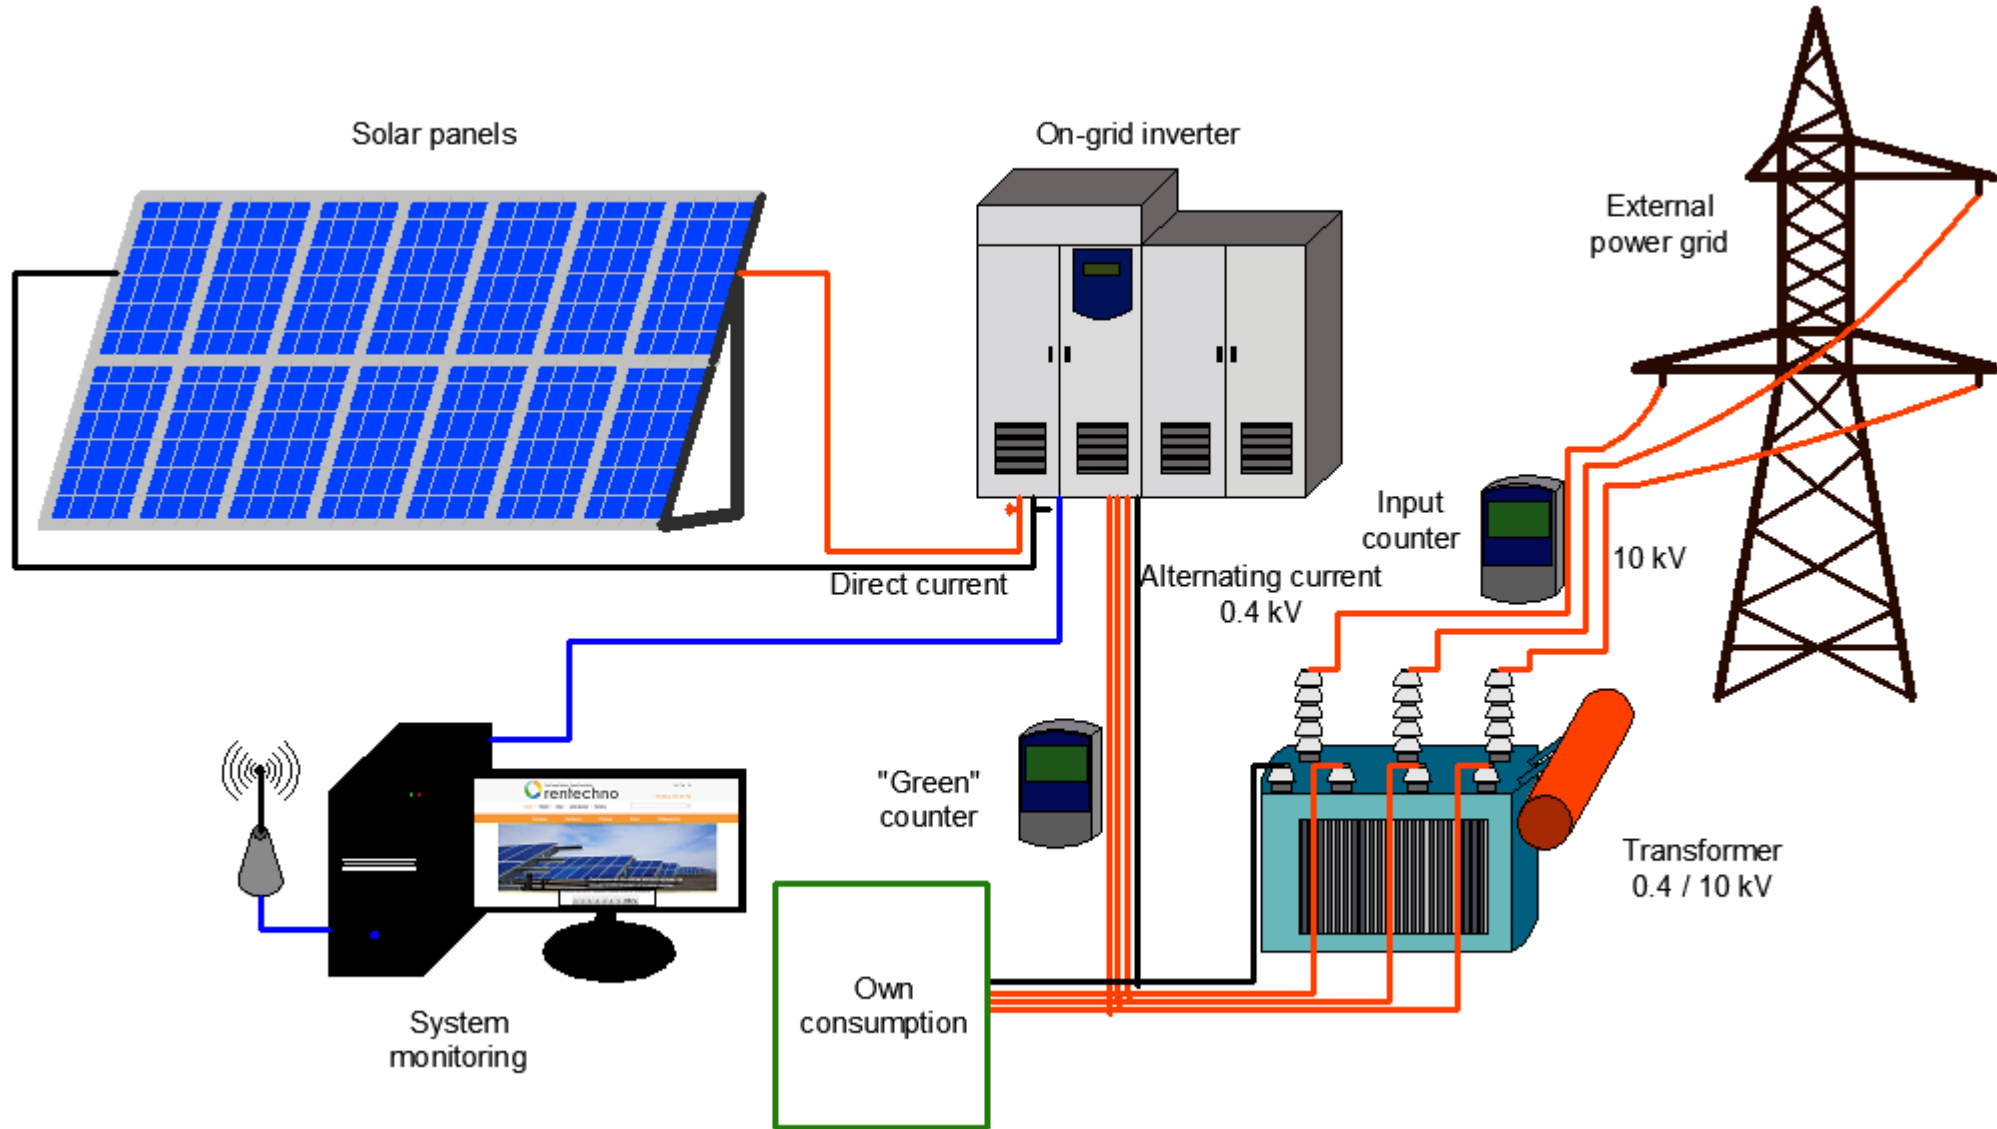 Solar panels
On-grid inverter
External
power grid
Input
counter
10 kV
Direct current
Alternating current
0.4 kV
"Green"
counter
rentechno
Transformer
0.4 / 10 kV
Own
consumption
System
monitoring